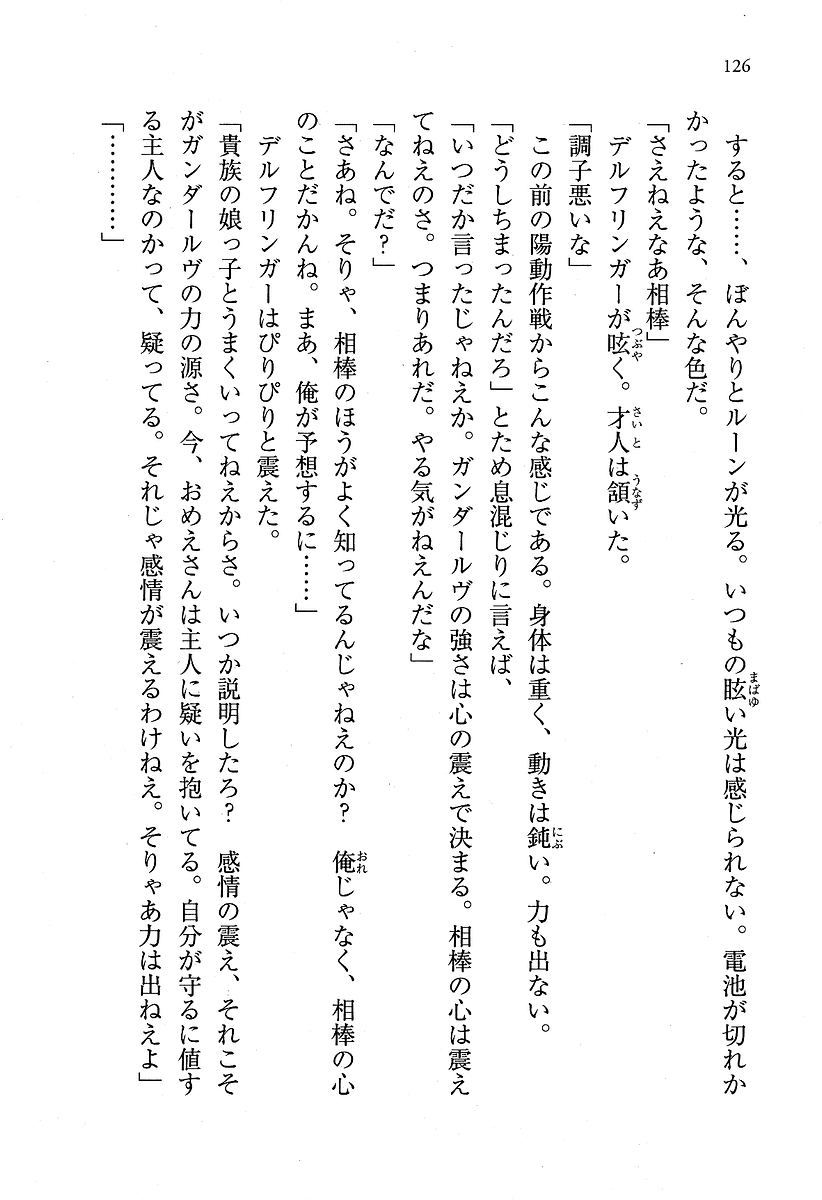 126
すると……、ぼんやりとルーンが光る。いつもの眩い光は感じられない。電池が切れか
かったような、そんな色だ。
「さえねえなあ相棒」
デルフリンガーが呟く。才人は頷いた。
「調子悪いな」
この前の陽動作戦からこんな感じである。身体は重く、動きは鈍い。力も出ない。
「どうしちまったんだろ」とため息混じりに言えば、
「いつだか言ったじゃねえか。ガンダールヴの強さは心の震えで決まる。相棒の心は震え
てねえのさ。つまりあれだ。やる気がねえんだな」
「なんでだ？」
「さあね。そりゃ、相棒のほうがよく知ってるんじゃねえのか？　俺じゃなく、相棒の心
のことだかんね。まあ、俺が予想するに……」
デルフリンガーはぴりぴりと震えた。
「貴族の娘っ子とうまくいってねえからさ。いつか説明したろ？　感情の震え、それこそ
がガンダールヴの力の源さ。今、おめえさんは主人に疑いを抱いてる。自分が守るに値す
る主人なのかって、疑ってる。それじゃ感情が震えるわけねえ。そりゃあ力は出ねえよ」
「…………」